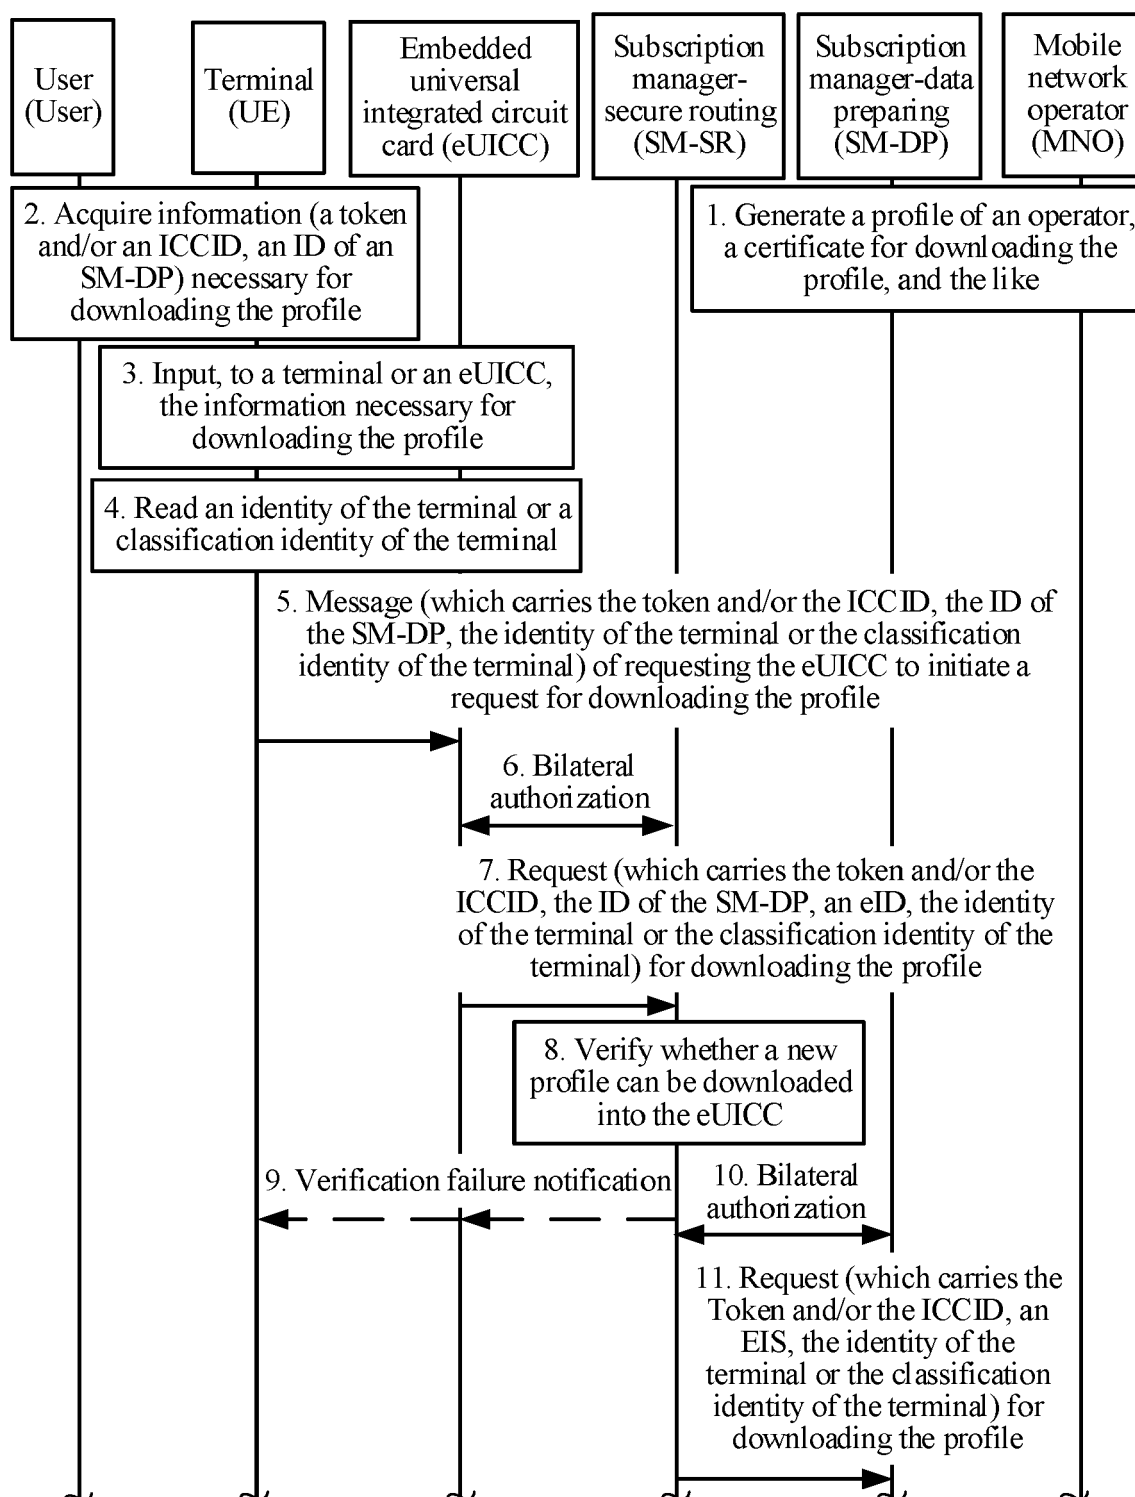 User
(User)
Terminal
(UE)
Embedded
universal
integrated circuit
card (eUICC)
Subscription
manager-
secure routing
(SM-SR)
Subscription
manager-data
preparing
(SM-DP)
Mobile
network
operator
(MNO)
1. Generate a profile of an operator,
a certificate for downloading the
profile, and the like
2. Acquire information (a token
and/or an ICCID, an ID of an
SM-DP) necessary for
downloading the profile
3. Input, to a terminal or an eUICC,
the information necessary for
downloading the profile
4. Read an identity of the terminal or a
classification identity of the terminal
5. Message (which carries the token and/or the ICCID, the ID of
the SM-DP, the identity of the terminal or the classification
identity of the terminal) of requesting the eUICC to initiate a
request for downloading the profile
6. Bilateral
authorization
7. Request (which carries the token and/or the
ICCID, the ID of the SM-DP, an eID, the identity
of the terminal or the classification identity of the
terminal) for downloading the profile
8. Verify whether a new
profile can be downloaded
into the eUICC
9. Verification failure notification
10. Bilateral
authorization
11. Request (which carries the
Token and/or the ICCID, an
EIS, the identity of the
terminal or the classification
identity of the terminal) for
downloading the profile